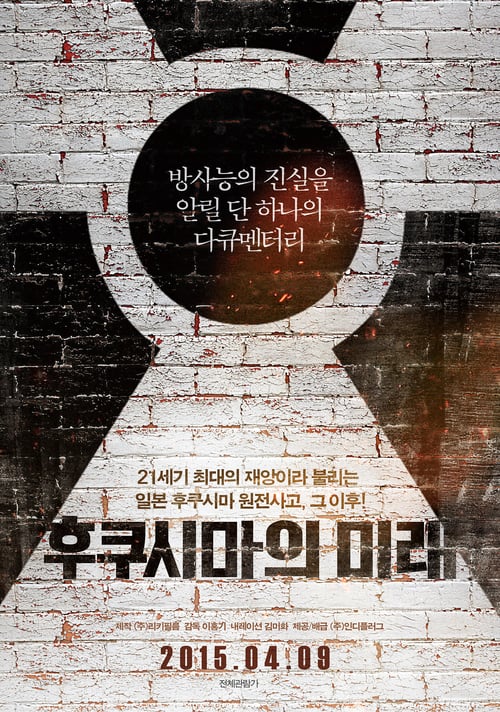 방사능의 진실을
알릴 단 하나의
다큐멘터리
21세기 최대의 재앙이라 불리는
일본 후쿠시마 원전사고, 그 이후!
후쿠시마의 미래
제작 (주)리키필름 감독 이홍기 내레이션 김미화 제공/배급 (주)인디플러그
2015.04.09
전체관람가